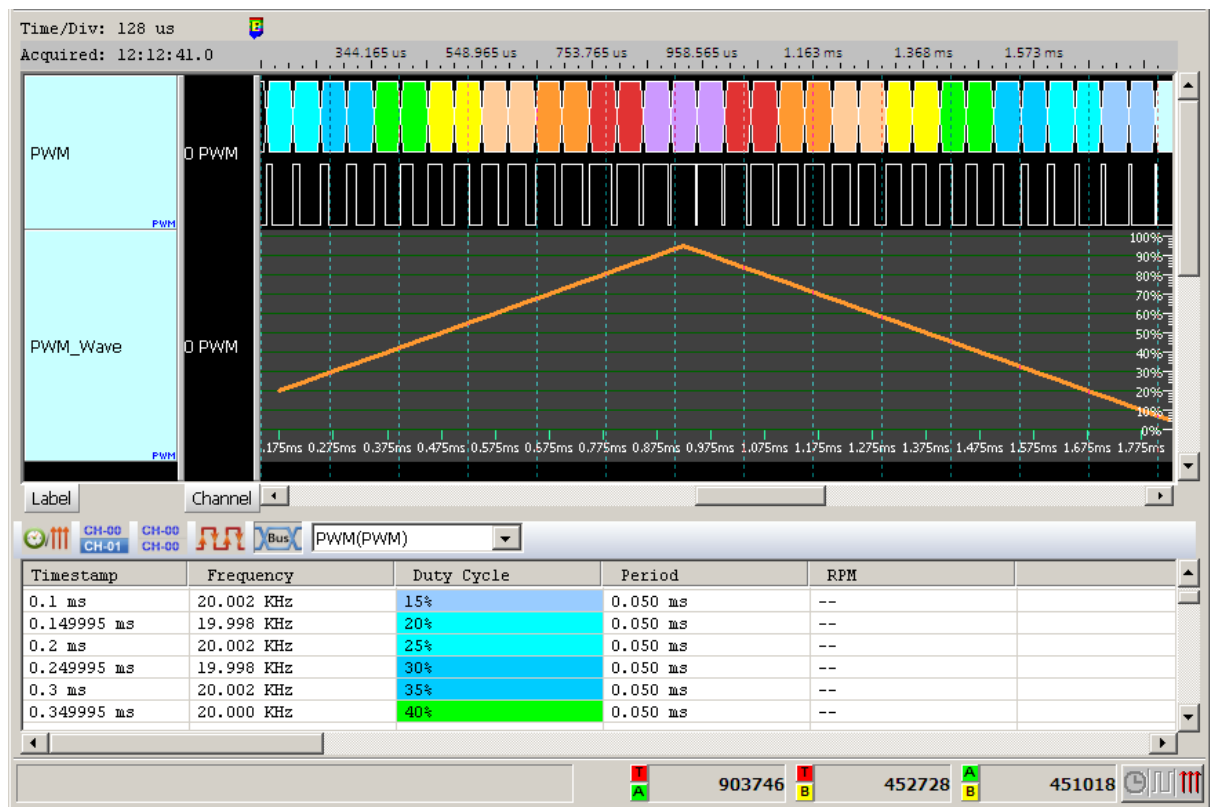 Time/Div: 128 us
B
Acquired: 12:12:41.0 344.165 us 548.965 us 753.765 us 958.565 us 1.163 ms 1.368 ms 1.573 ms
PWM 0 PWM
PWM
100%
90%
80%
70%
60%
50%
40%
30%
20%
10%
0%
PWM_Wave 0 PWM
.175ms 0.275ms 0.375ms 0.475ms 0.575ms 0.675ms 0.775ms 0.875ms 0.975ms 1.075ms 1.175ms 1.275ms 1.375ms 1.475ms 1.575ms 1.675ms 1.775ms
PWM
Label Channel
CH-00 CH-00 Bus PWM(PWM)
CH-01 CH-00
Timestamp Frequency Duty Cycle Period RPM
0.1 ms 20.002 KHz 15% 0.050 ms --
0.149995 ms 19.998 KHz 20% 0.050 ms --
0.2 ms 20.002 KHz 25% 0.050 ms --
0.249995 ms 19.998 KHz 30% 0.050 ms --
0.3 ms 20.002 KHz 35% 0.050 ms --
0.349995 ms 20.000 KHz 40% 0.050 ms --
T A 903746 T B 452728 A B 451018